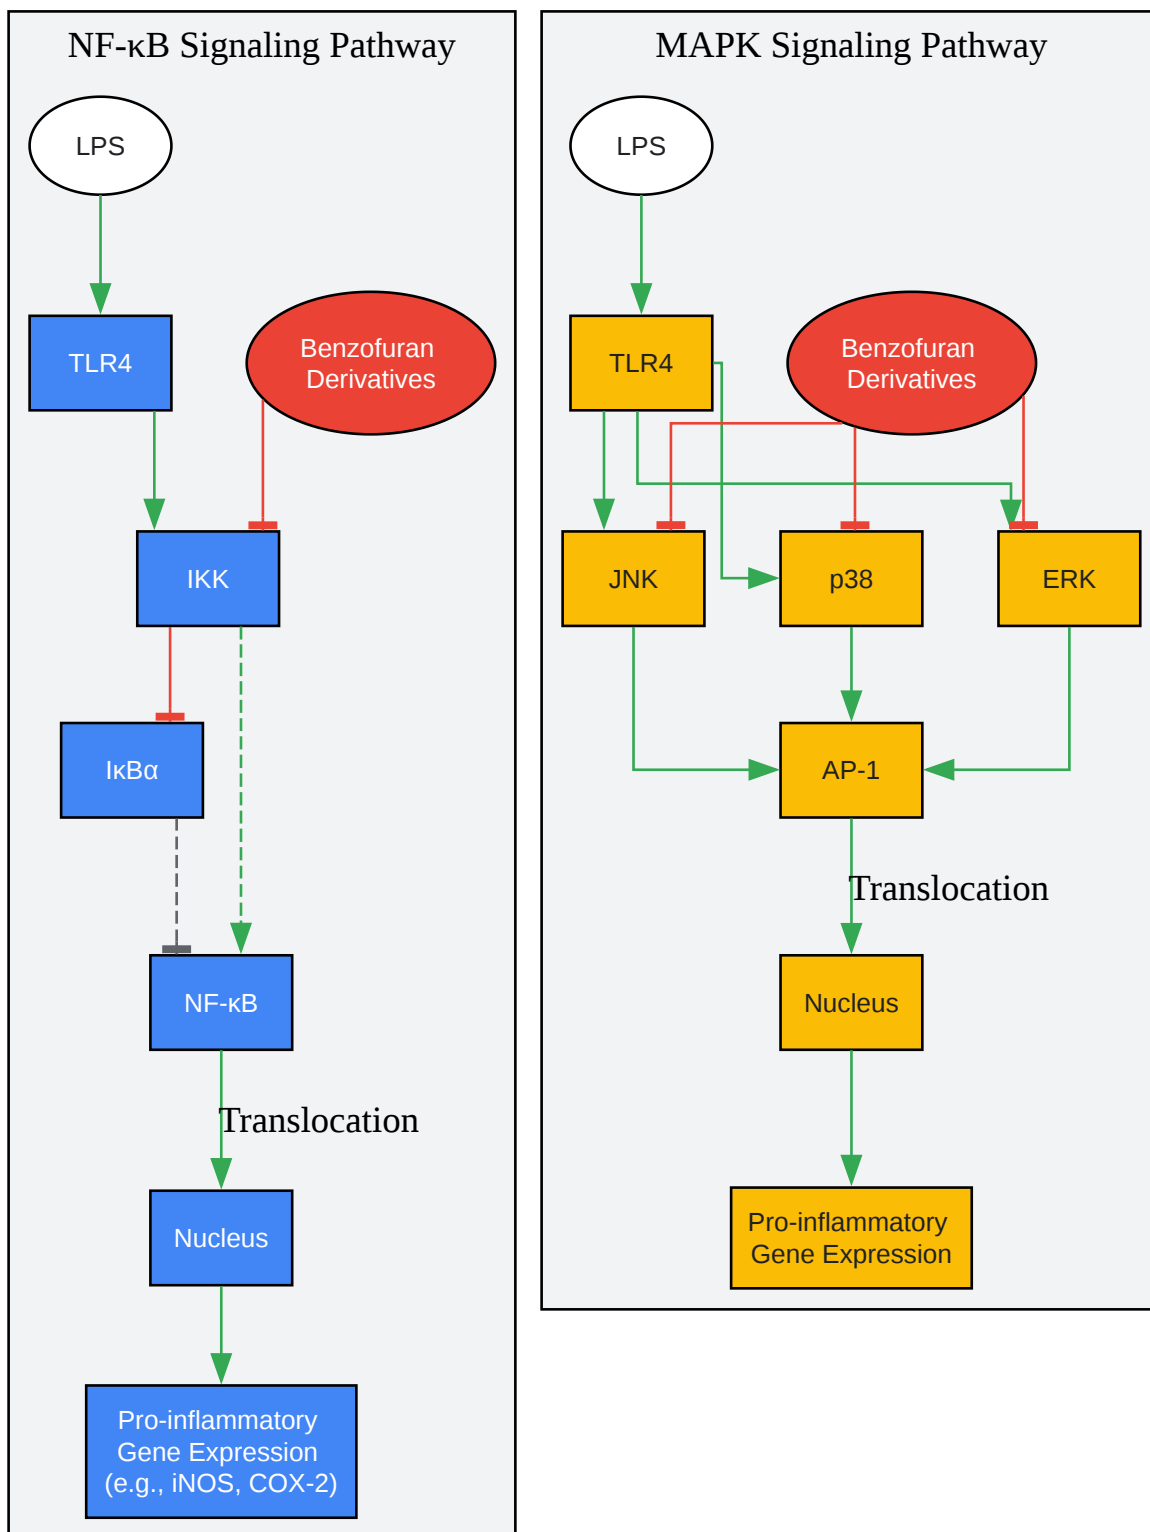 NF-κB Signaling Pathway
LPS
TLR4
Benzofuran
Derivatives
IKK
IκBα
NF-κB
Translocation
Nucleus
Pro-inflammatory
Gene Expression
(e.g., iNOS, COX-2)
MAPK Signaling Pathway
LPS
TLR4
Benzofuran
Derivatives
JNK
p38
ERK
AP-1
Translocation
Nucleus
Pro-inflammatory
Gene Expression